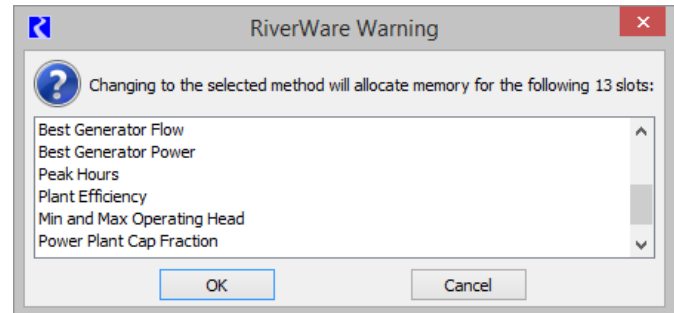 RiverWare Warning
Changing to the selected method will allocate memory for the following 13 slots:
Best Generator Flow
Best Generator Power
Peak Hours
Plant Efficiency
Min and Max Operating Head
Power Plant Cap Fraction
OK
Cancel